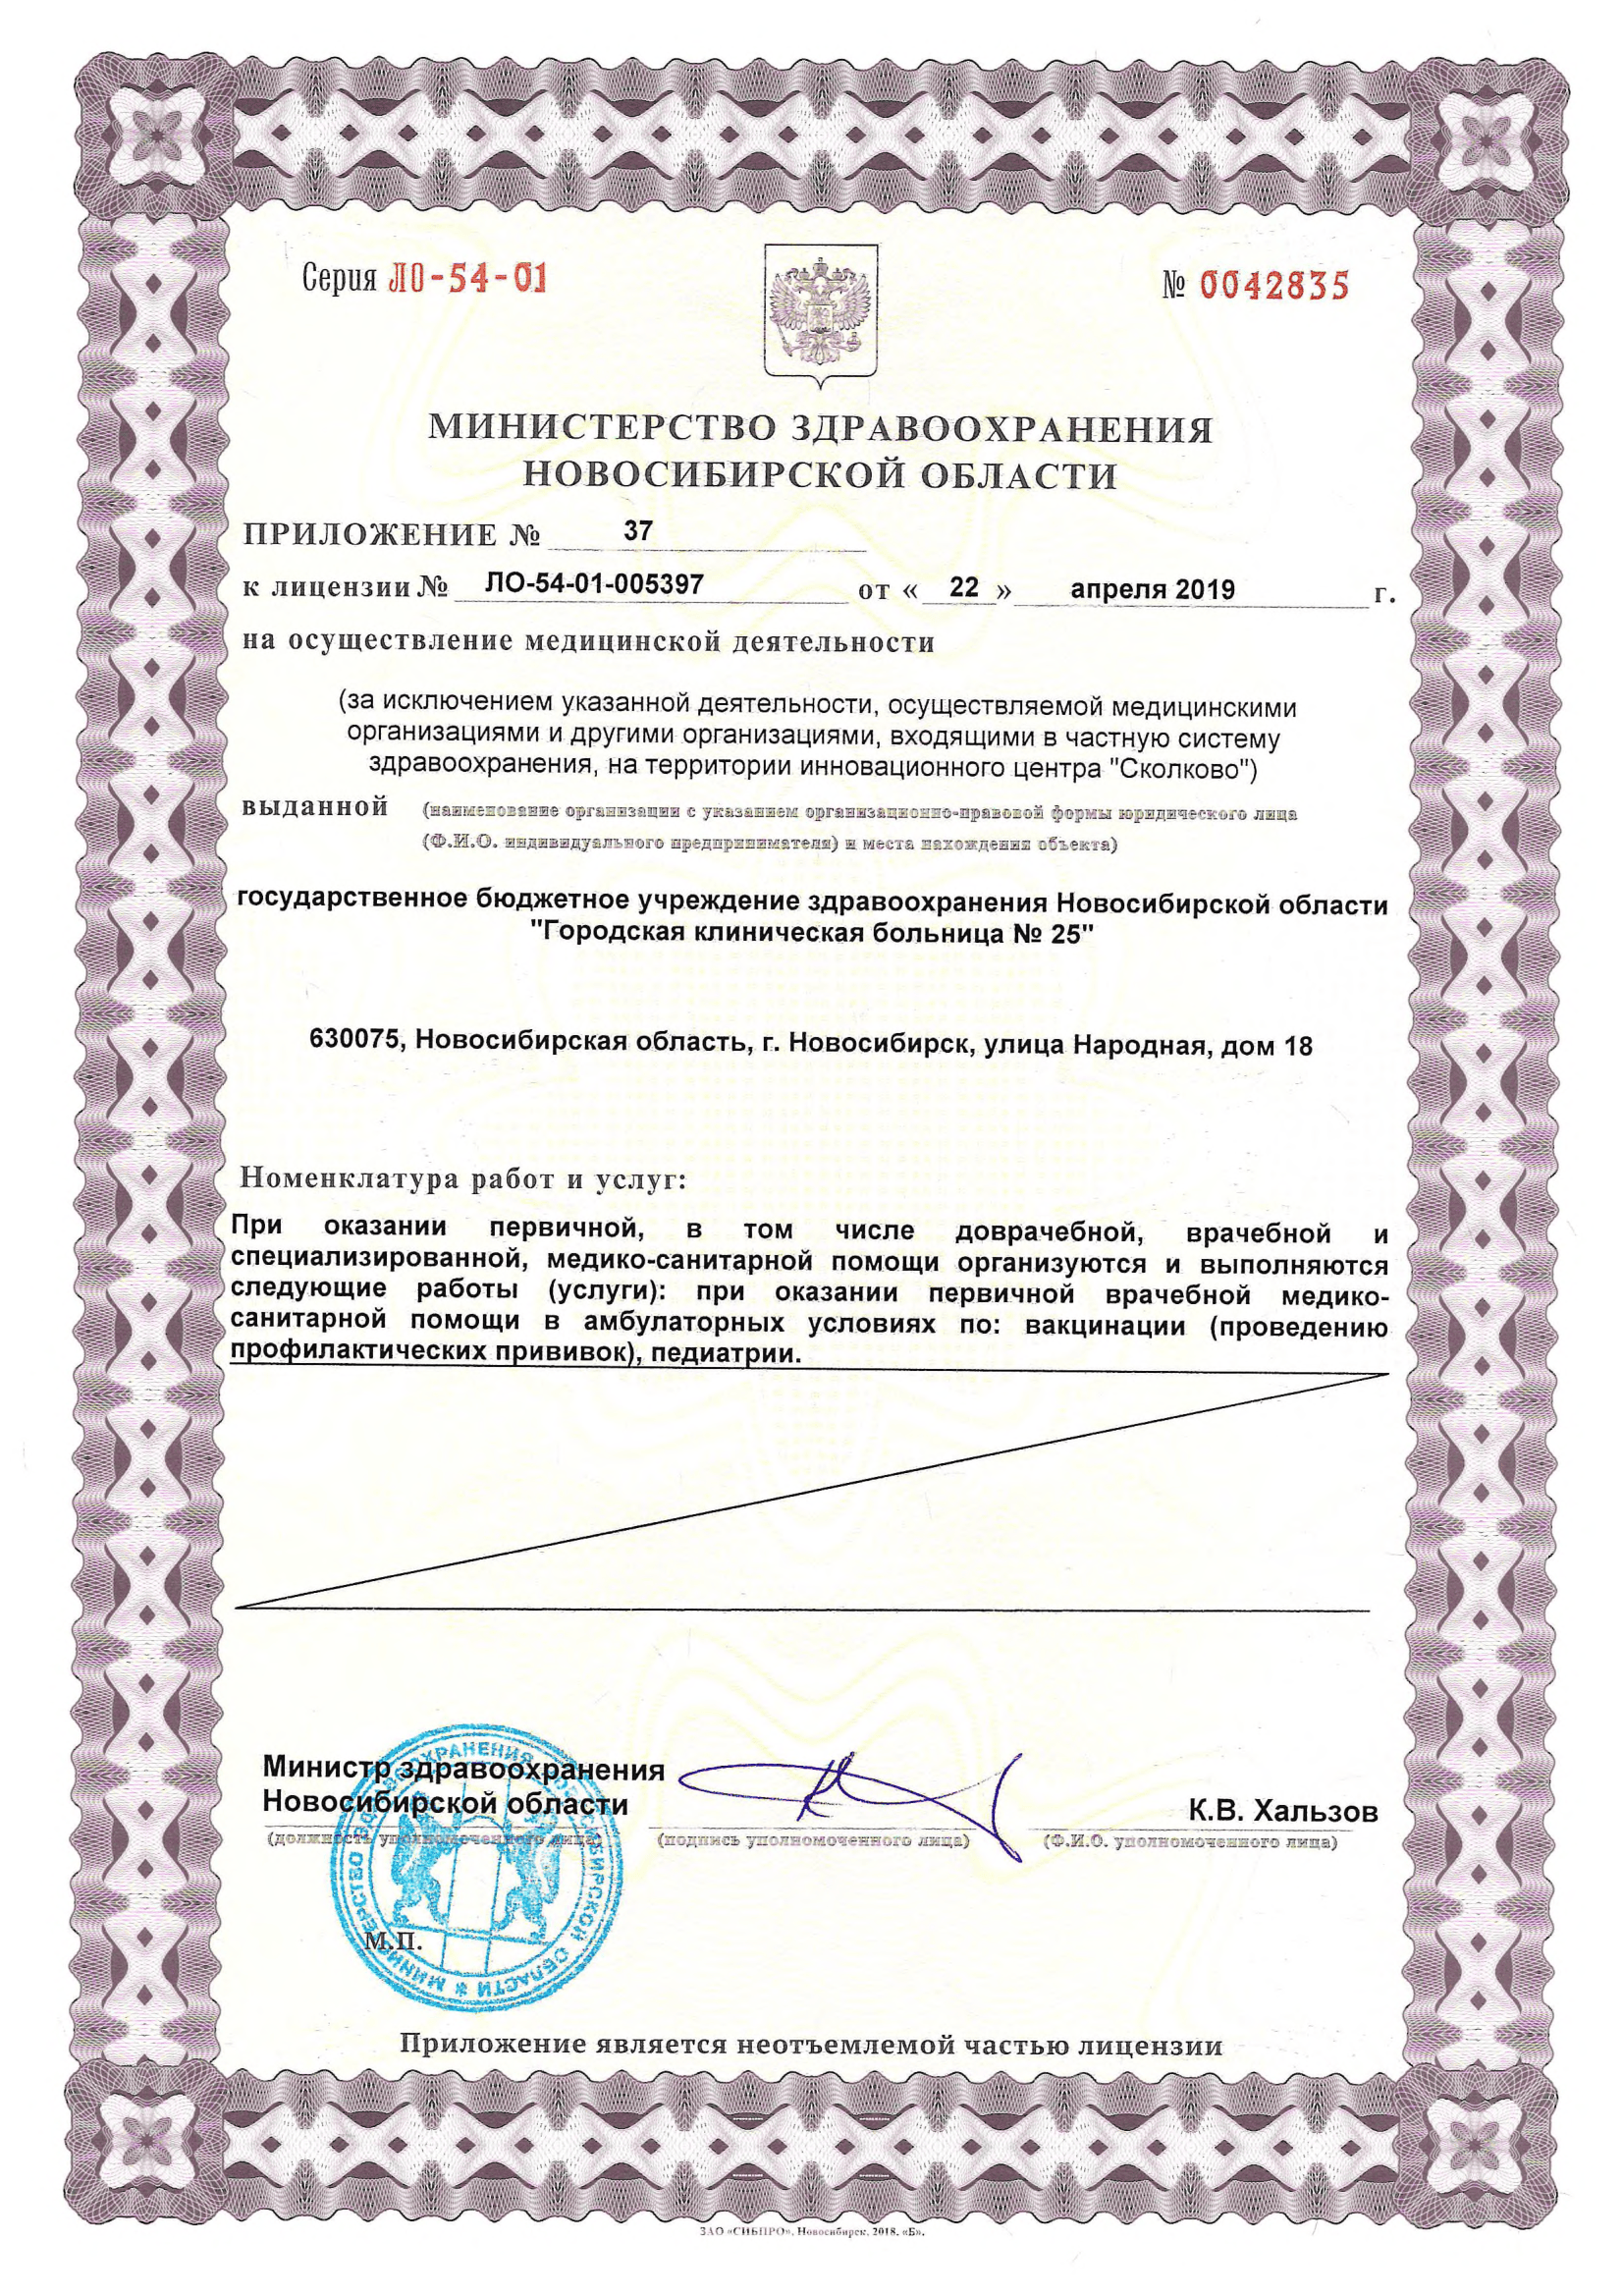 Серия ЛО-54-01
№ 0042835
МИНИСТЕРСТВО ЗДРАВООХРАНЕНИЯ
НОВОСИБИРСКОЙ ОБЛАСТИ
ПРИЛОЖЕНИЕ № 37
к лицензии № ЛО-54-01-005397 от « 22 » апреля 2019 г.
на осуществление медицинской деятельности
(за исключением указанной деятельности, осуществляемой медицинскими
организациями и другими организациями, входящими в частную систему
здравоохранения, на территории инновационного центра "Сколково")
выданной (наименование организации с указанием организационно-правовой формы юридического лица
(Ф.И.О. индивидуального предпринимателя) и места нахождения объекта)
государственное бюджетное учреждение здравоохранения Новосибирской области
"Городская клиническая больница № 25"
630075, Новосибирская область, г. Новосибирск, улица Народная, дом 18
Номенклатура работ и услуг:
При оказании первичной, в том числе доврачебной, врачебной и
специализированной, медико-санитарной помощи организуются и выполняются
следующие работы (услуги): при оказании первичной врачебной медико-
санитарной помощи в амбулаторных условиях по: вакцинации (проведению
профилактических прививок), педиатрии.
Министр здравоохранения
Новосибирской области
К.В. Хальзов
(должность уполномоченного лица)
(подпись уполномоченного лица)
(Ф.И.О. уполномоченного лица)
МИНИСТЕРСТВО ЗДРАВООХРАНЕНИЯ НОВОСИБИРСКОЙ ОБЛАСТИ *
М.П.
Приложение является неотъемлемой частью лицензии
ЗАО «СИБПРО», Новосибирск, 2018, «Б».